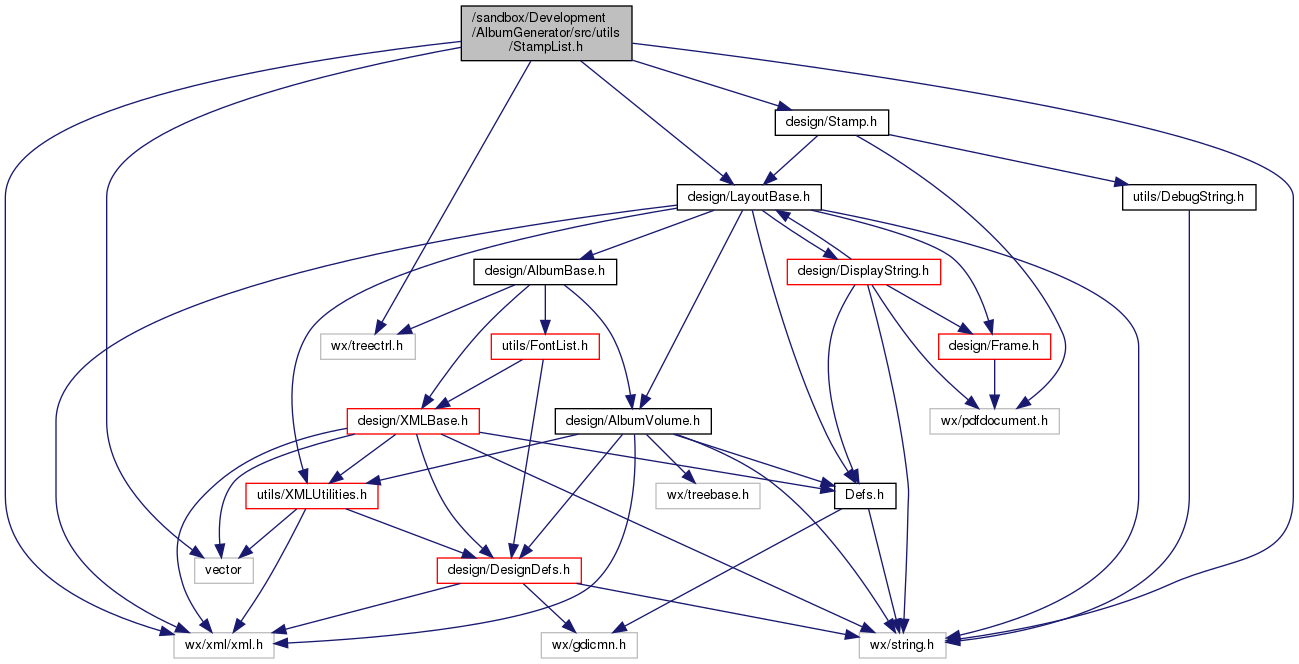 /sandbox/Development
/AlbumGenerator/src/utils
/StampList.h
design/Stamp.h
design/LayoutBase.h
utils/DebugString.h
design/AlbumBase.h
design/DisplayString.h
wx/treectrl.h
utils/FontList.h
design/Frame.h
design/XMLBase.h
design/AlbumVolume.h
wx/pdfdocument.h
utils/XMLUtilities.h
wx/treebase.h
Defs.h
vector
design/DesignDefs.h
wx/xml/xml.h
wx/gdicmn.h
wx/string.h